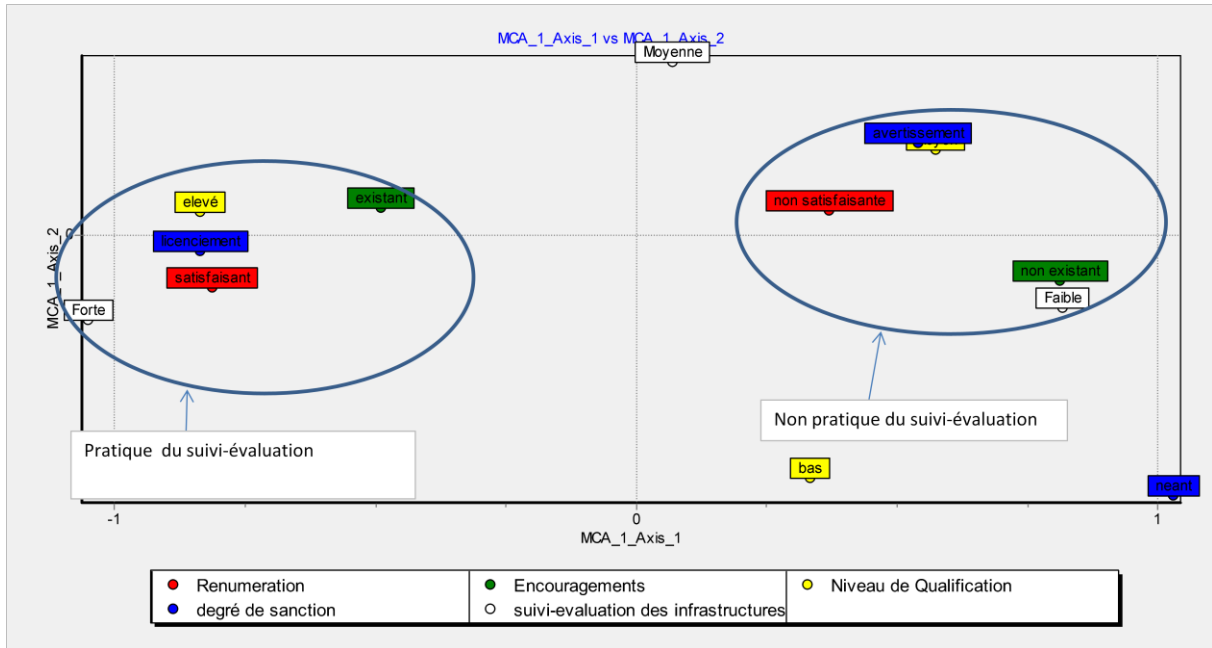 MCA_1_Axis_1 vs MCA_1_Axis_2
Moyenne
avertissement
elevé
existant
non satisfaisante
licenciement
MCA_1_Axis_2
0
satisfaisant
non existant
Forte
Faible
Pratique du suivi-évaluation
Non pratique du suivi-évaluation
bas
neant
-1
0
1
MCA_1_Axis_1
Renumeration
Encouragements
Niveau de Qualification
degré de sanction
suivi-evaluation des infrastructures